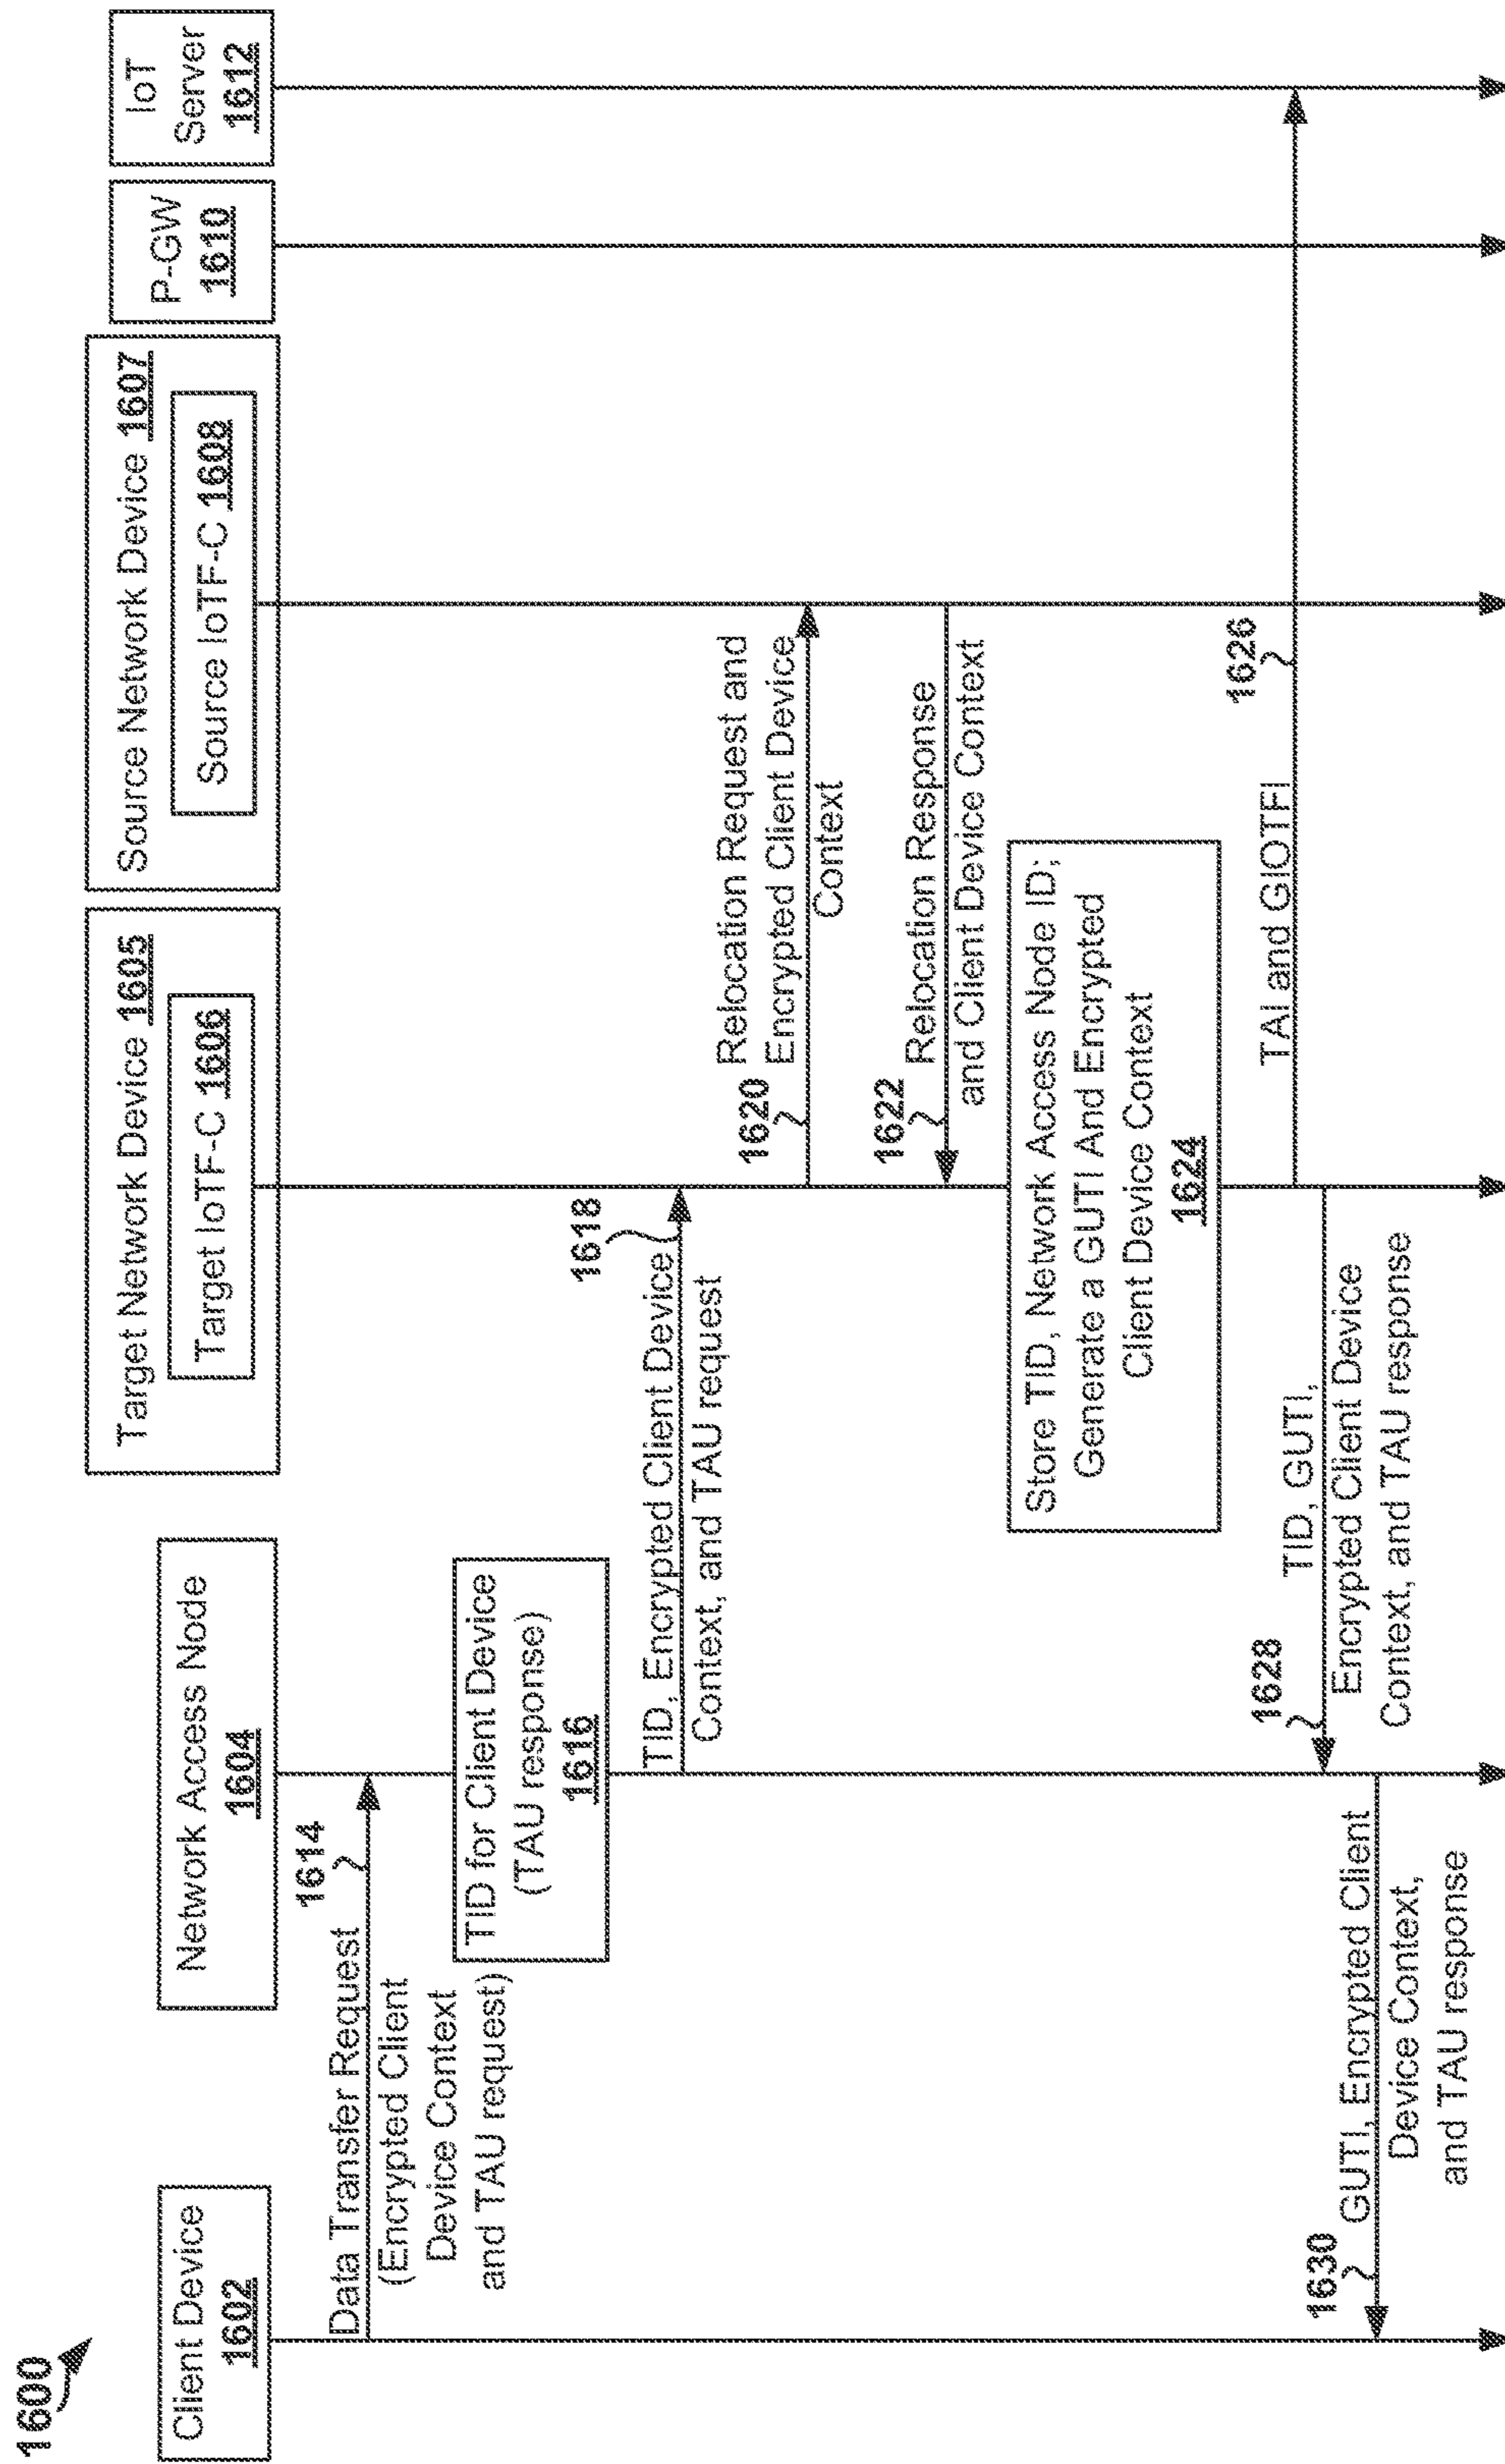 1600
Client Device
1602
Network Access Node
1604
Target Network Device 1605
Target IoTF-C 1606
Source Network Device 1607
Source IoTF-C 1608
P-GW
1610
IoT
Server
1612
1614
Data Transfer Request
(Encrypted Client
Device Context
and TAU request)
TID for Client Device
(TAU response)
1616
1618
TID, Encrypted Client Device
Context, and TAU request
1620
Relocation Request and
Encrypted Client Device
Context
1622
Relocation Response
and Client Device Context
Store TID, Network Access Node ID;
Generate a GUTI And Encrypted
Client Device Context
1624
1626
TAI and GIOTFI
1628
TID, GUTI,
Encrypted Client Device
Context, and TAU response
1630
GUTI, Encrypted Client
Device Context,
and TAU response